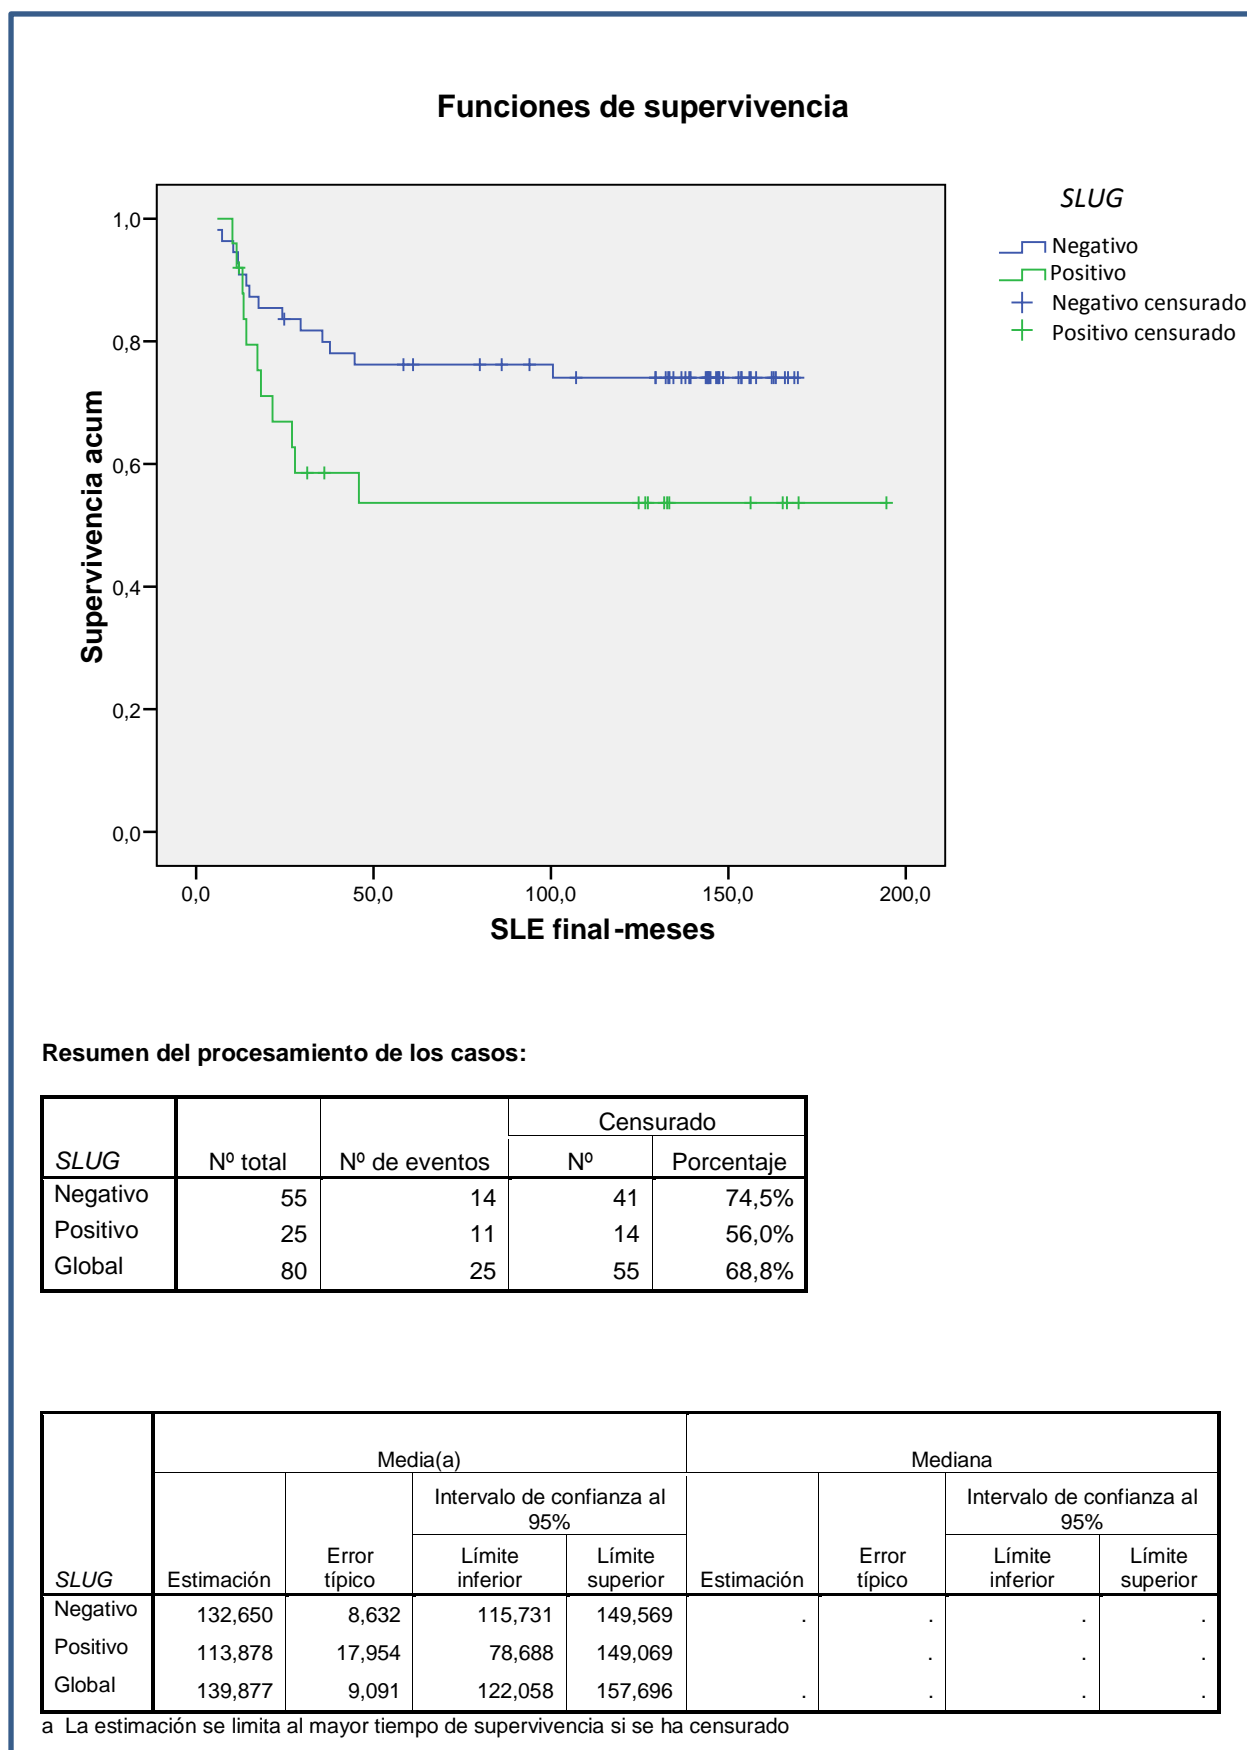 Funciones de supervivencia
SLUG
Negativo
Positivo
Negativo censurado
Positivo censurado
1,0
0,8
0,6
0,4
0,2
0,0
Supervivencia acum
0,0 50,0 100,0 150,0 200,0
SLE final-meses
Resumen del procesamiento de los casos:
Censurado
SLUG Nº total Nº de eventos Nº Porcentaje
Negativo 55 14 41 74,5%
Positivo 25 11 14 56,0%
Global 80 25 55 68,8%
Media(a) Mediana
Intervalo de confianza al 95% Intervalo de confianza al 95%
SLUG Estimación Error típico Límite inferior Límite superior Estimación Error típico Límite inferior Límite superior
Negativo 132,650 8,632 115,731 149,569 . . . .
Positivo 113,878 17,954 78,688 149,069 . . .
Global 139,877 9,091 122,058 157,696 . . . .
a La estimación se limita al mayor tiempo de supervivencia si se ha censurado